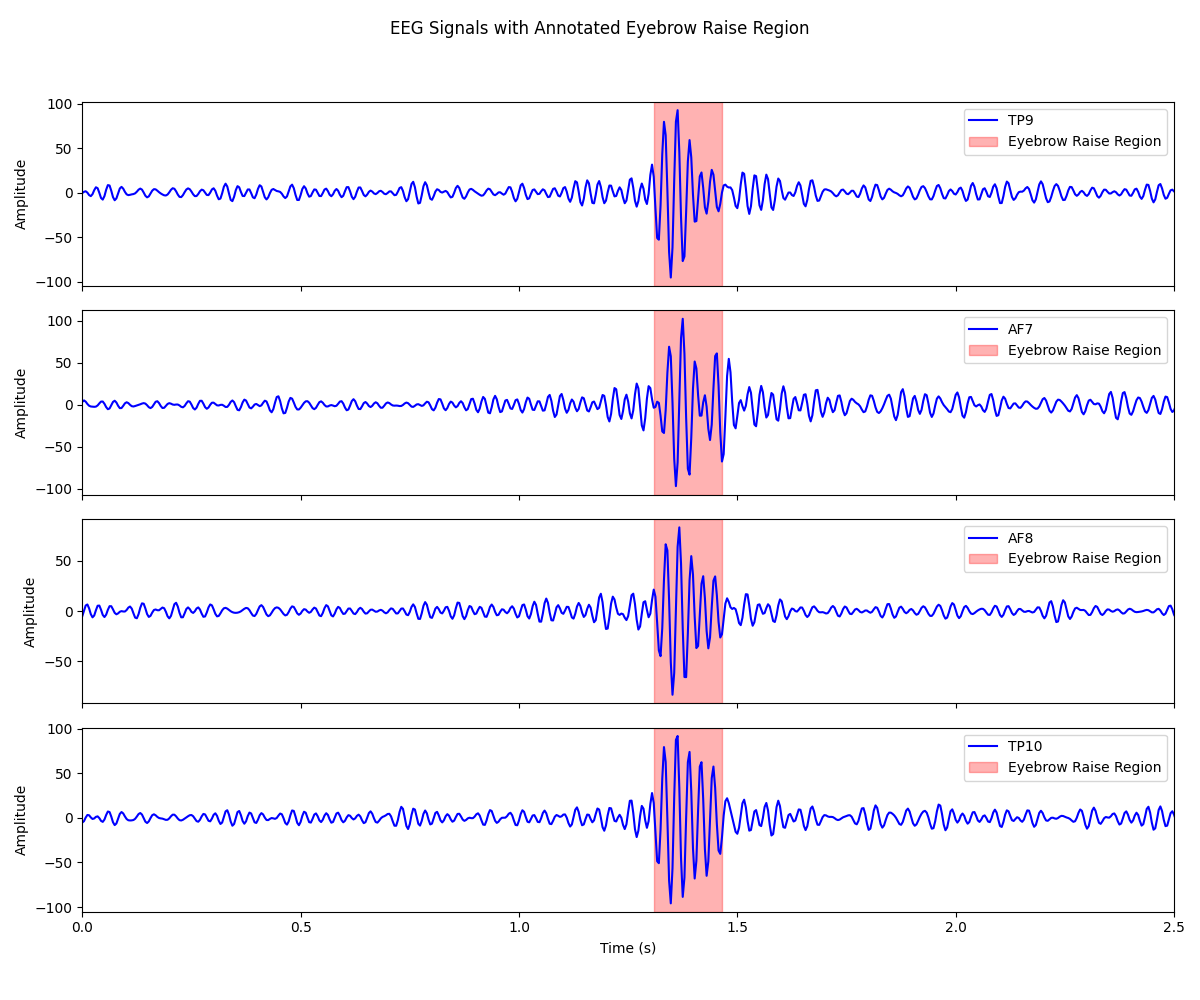 EEG Signals with Annotated Eyebrow Raise Region
100
50
0
−50
−100
Amplitude
TP9
Eyebrow Raise Region
100
50
0
−50
−100
Amplitude
AF7
Eyebrow Raise Region
50
0
−50
Amplitude
AF8
Eyebrow Raise Region
100
50
0
−50
−100
Amplitude
TP10
Eyebrow Raise Region
0.0 0.5 1.0 1.5 2.0 2.5
Time (s)